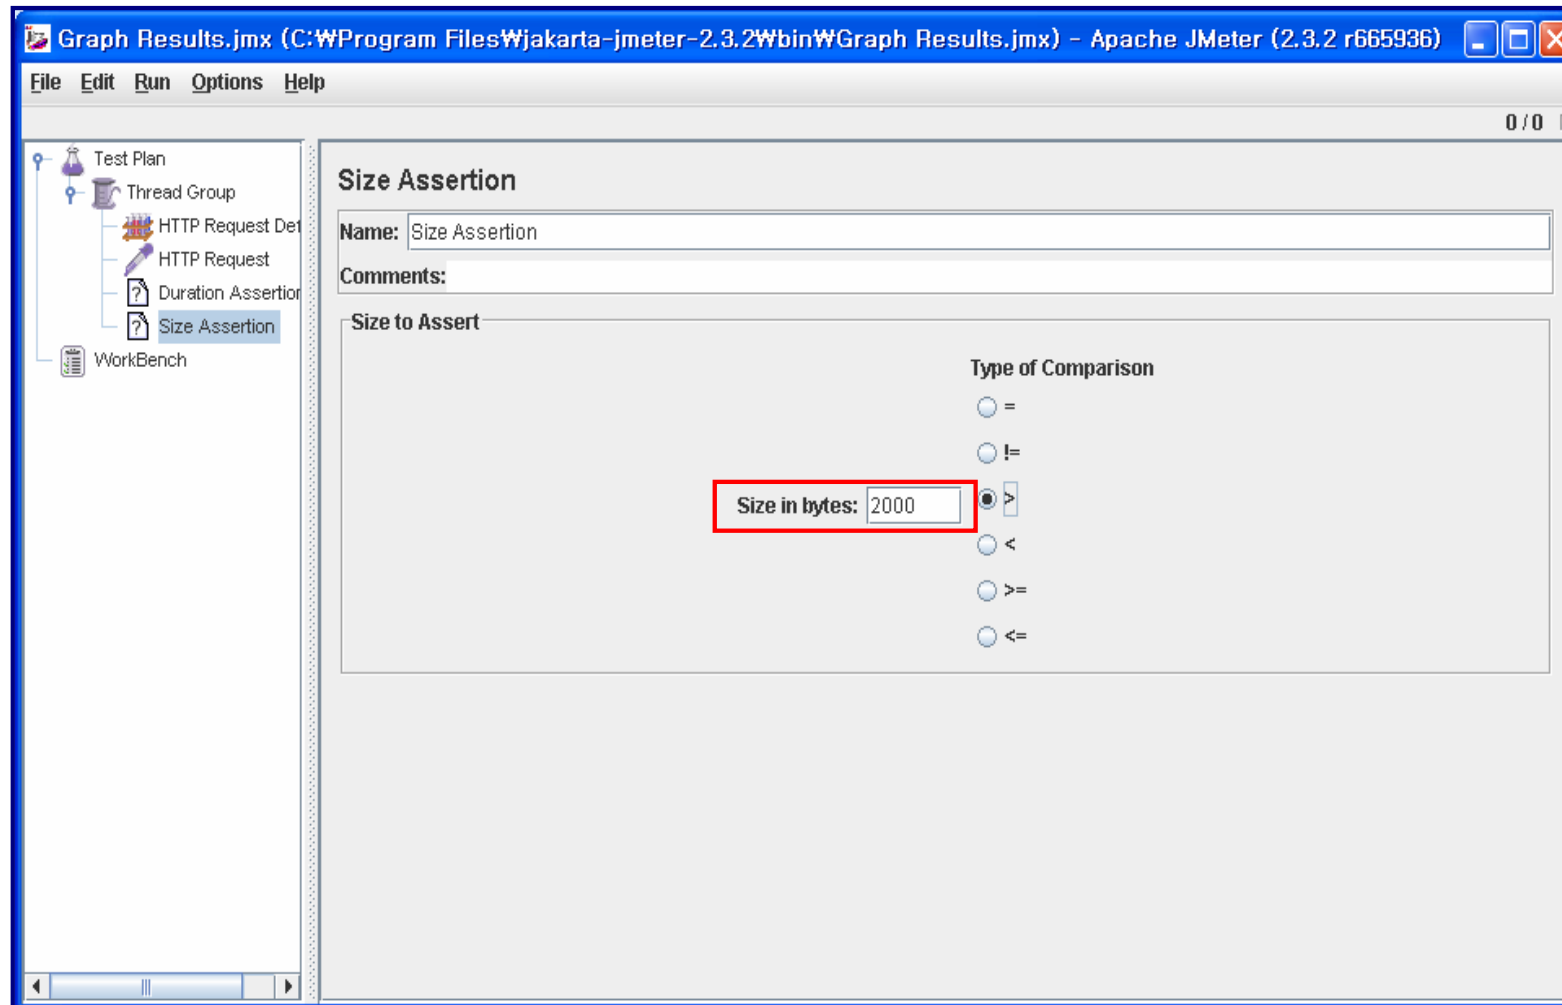 Graph Results.jmx (C:₩Program Files₩jakarta-jmeter-2.3.2₩bin₩Graph Results.jmx) - Apache JMeter (2.3.2 r665936)
File Edit Run Options Help
0 / 0
Test Plan
Thread Group
HTTP Request Def
HTTP Request
Duration Assertion
Size Assertion
WorkBench
Size Assertion
Name: Size Assertion
Comments:
Size to Assert
Type of Comparison
=
!=
Size in bytes: 2000 >
<
>=
<=